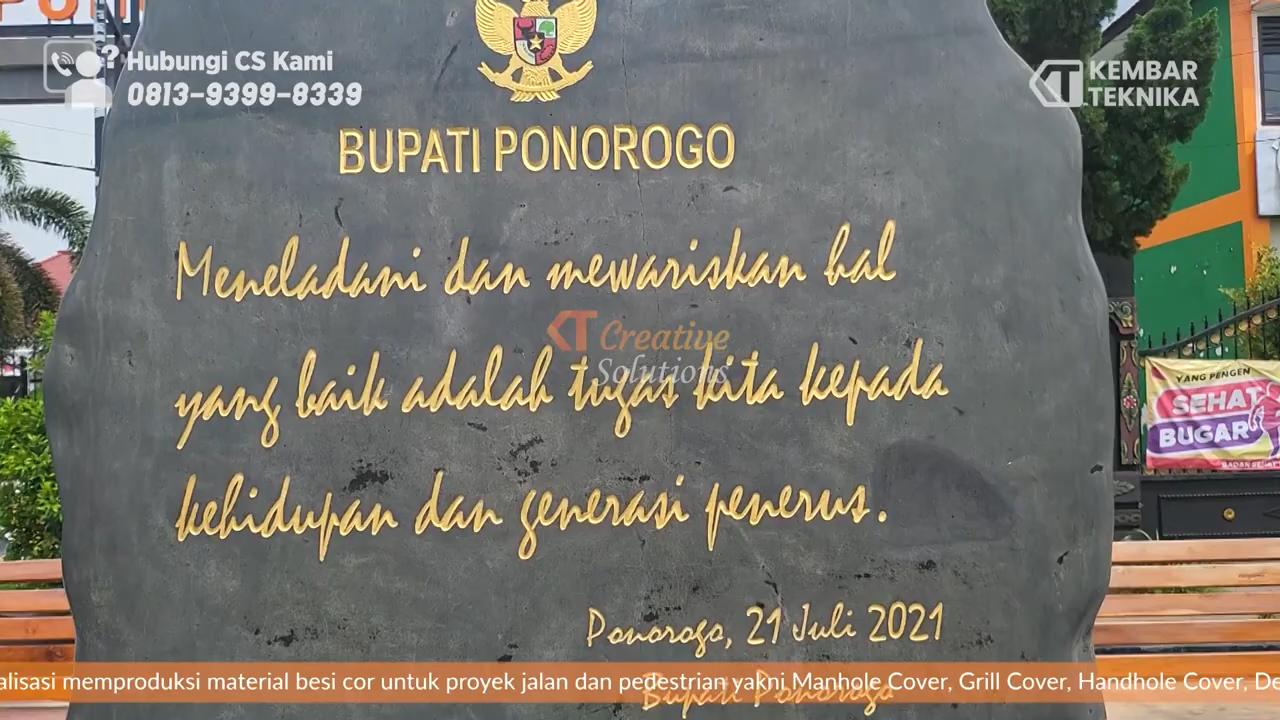 Hubungi CS Kami
0813-9399-8339
KEMBAR
TEKNIKA
BUPATI PONOROGO
Meneladani dan mewariskan hal
yang baik adalah tugas kita kepada
kehidupan dan generasi penerus.
KT Creative
Solutions
YANG PENGEN
SEHAT
BUGAR
Ponorogo, 21 Juli 2021
Bupati Ponorogo
alisasi memproduksi material besi cor untuk proyek jalan dan pedestrian yakni Manhole Cover, Grill Cover, Handhole Cover, De